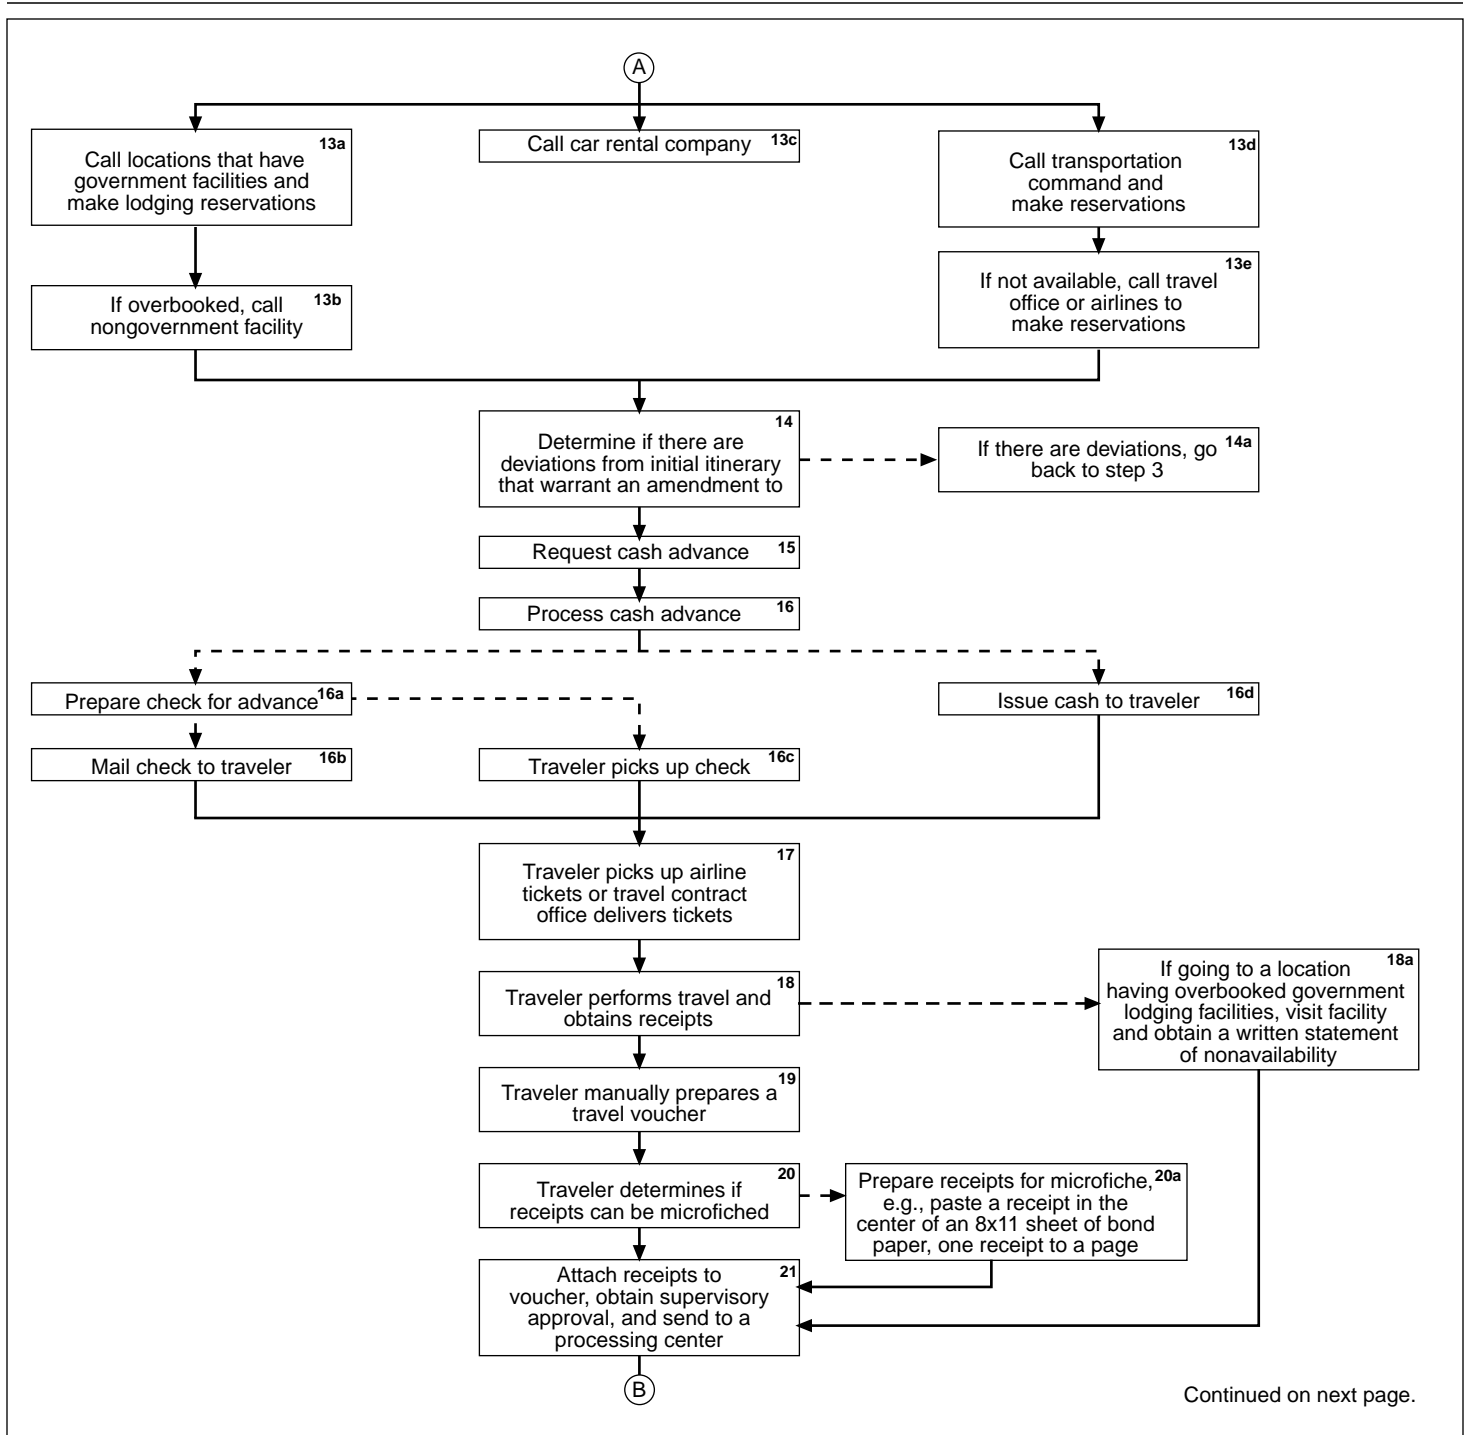 A
13a
Call locations that have
government facilities and
make lodging reservations
Call car rental company 13c
13d
Call transportation
command and
make reservations
13b
If overbooked, call
nongovernment facility
13e
If not available, call travel
office or airlines to
make reservations
14
Determine if there are
deviations from initial itinerary
that warrant an amendment to
14a
If there are deviations, go
back to step 3
Request cash advance 15
Process cash advance 16
Prepare check for advance 16a
Issue cash to traveler 16d
Mail check to traveler 16b
Traveler picks up check 16c
17
Traveler picks up airline
tickets or travel contract
office delivers tickets
18
Traveler performs travel and
obtains receipts
18a
If going to a location
having overbooked government
lodging facilities, visit facility
and obtain a written statement
of nonavailability
19
Traveler manually prepares a
travel voucher
20
Traveler determines if
receipts can be microfiched
Prepare receipts for microfiche, 20a
e.g., paste a receipt in the
center of an 8x11 sheet of bond
paper, one receipt to a page
21
Attach receipts to
voucher, obtain supervisory
approval, and send to a
processing center
B
Continued on next page.